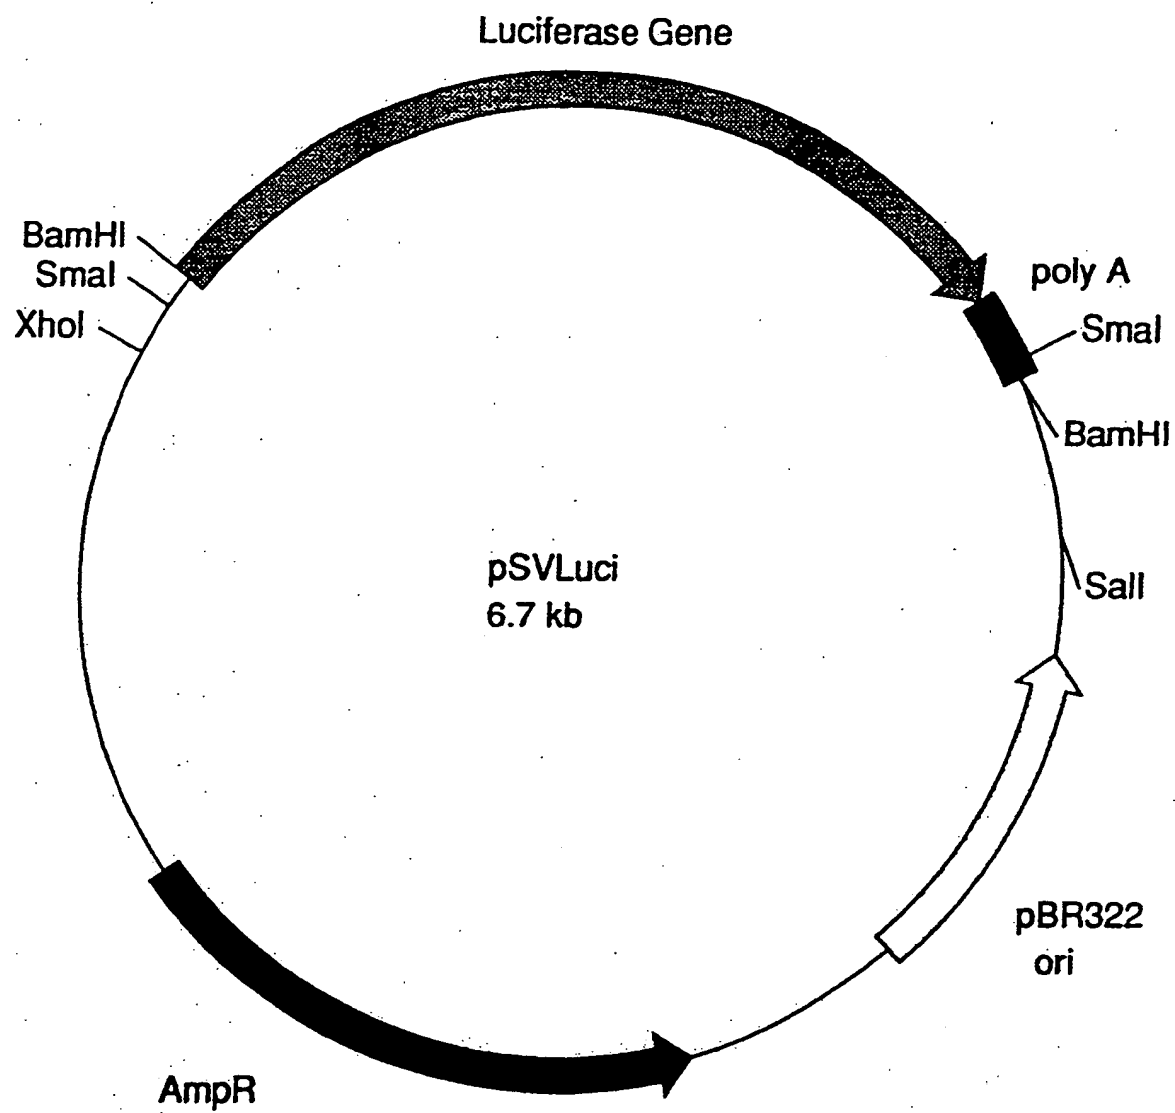 Luciferase Gene
BamHI
SmaI
XhoI
poly A
SmaI
BamHI
pSVLuci
6.7 kb
SalI
pBR322
ori
AmpR